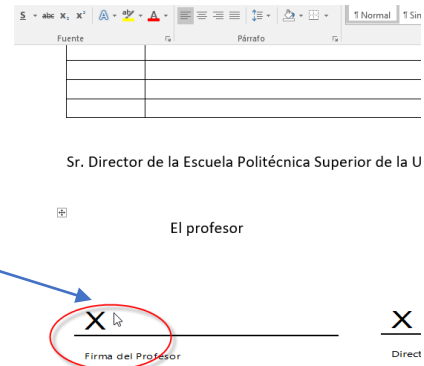 S abc X₂ X² A aby A
¶ Normal ¶ Sin
Fuente Párrafo
Sr. Director de la Escuela Politécnica Superior de la U
El profesor
X X
Firma del Profesor Direct